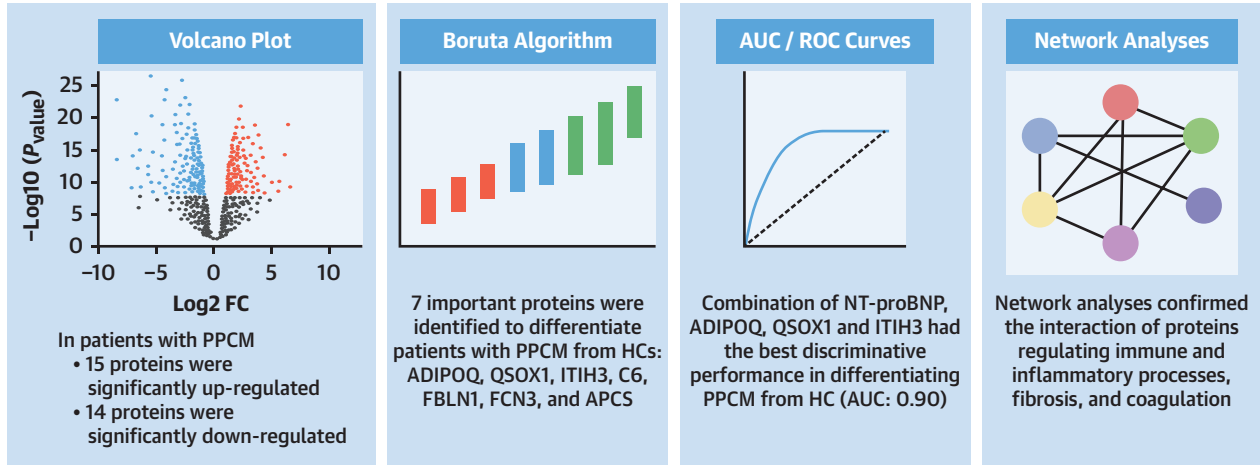 Volcano Plot
−Log10 (Pvalue)
25
20
15
10
5
0
−10
−5
0
5
10
Log2 FC
In patients with PPCM
• 15 proteins were
significantly up-regulated
• 14 proteins were
significantly down-regulated
Boruta Algorithm
7 important proteins were
identified to differentiate
patients with PPCM from HCs:
ADIPOQ, QSOX1, ITIH3, C6,
FBLN1, FCN3, and APCS
AUC / ROC Curves
Combination of NT-proBNP,
ADIPOQ, QSOX1 and ITIH3 had
the best discriminative
performance in differentiating
PPCM from HC (AUC: 0.90)
Network Analyses
Network analyses confirmed
the interaction of proteins
regulating immune and
inflammatory processes,
fibrosis, and coagulation